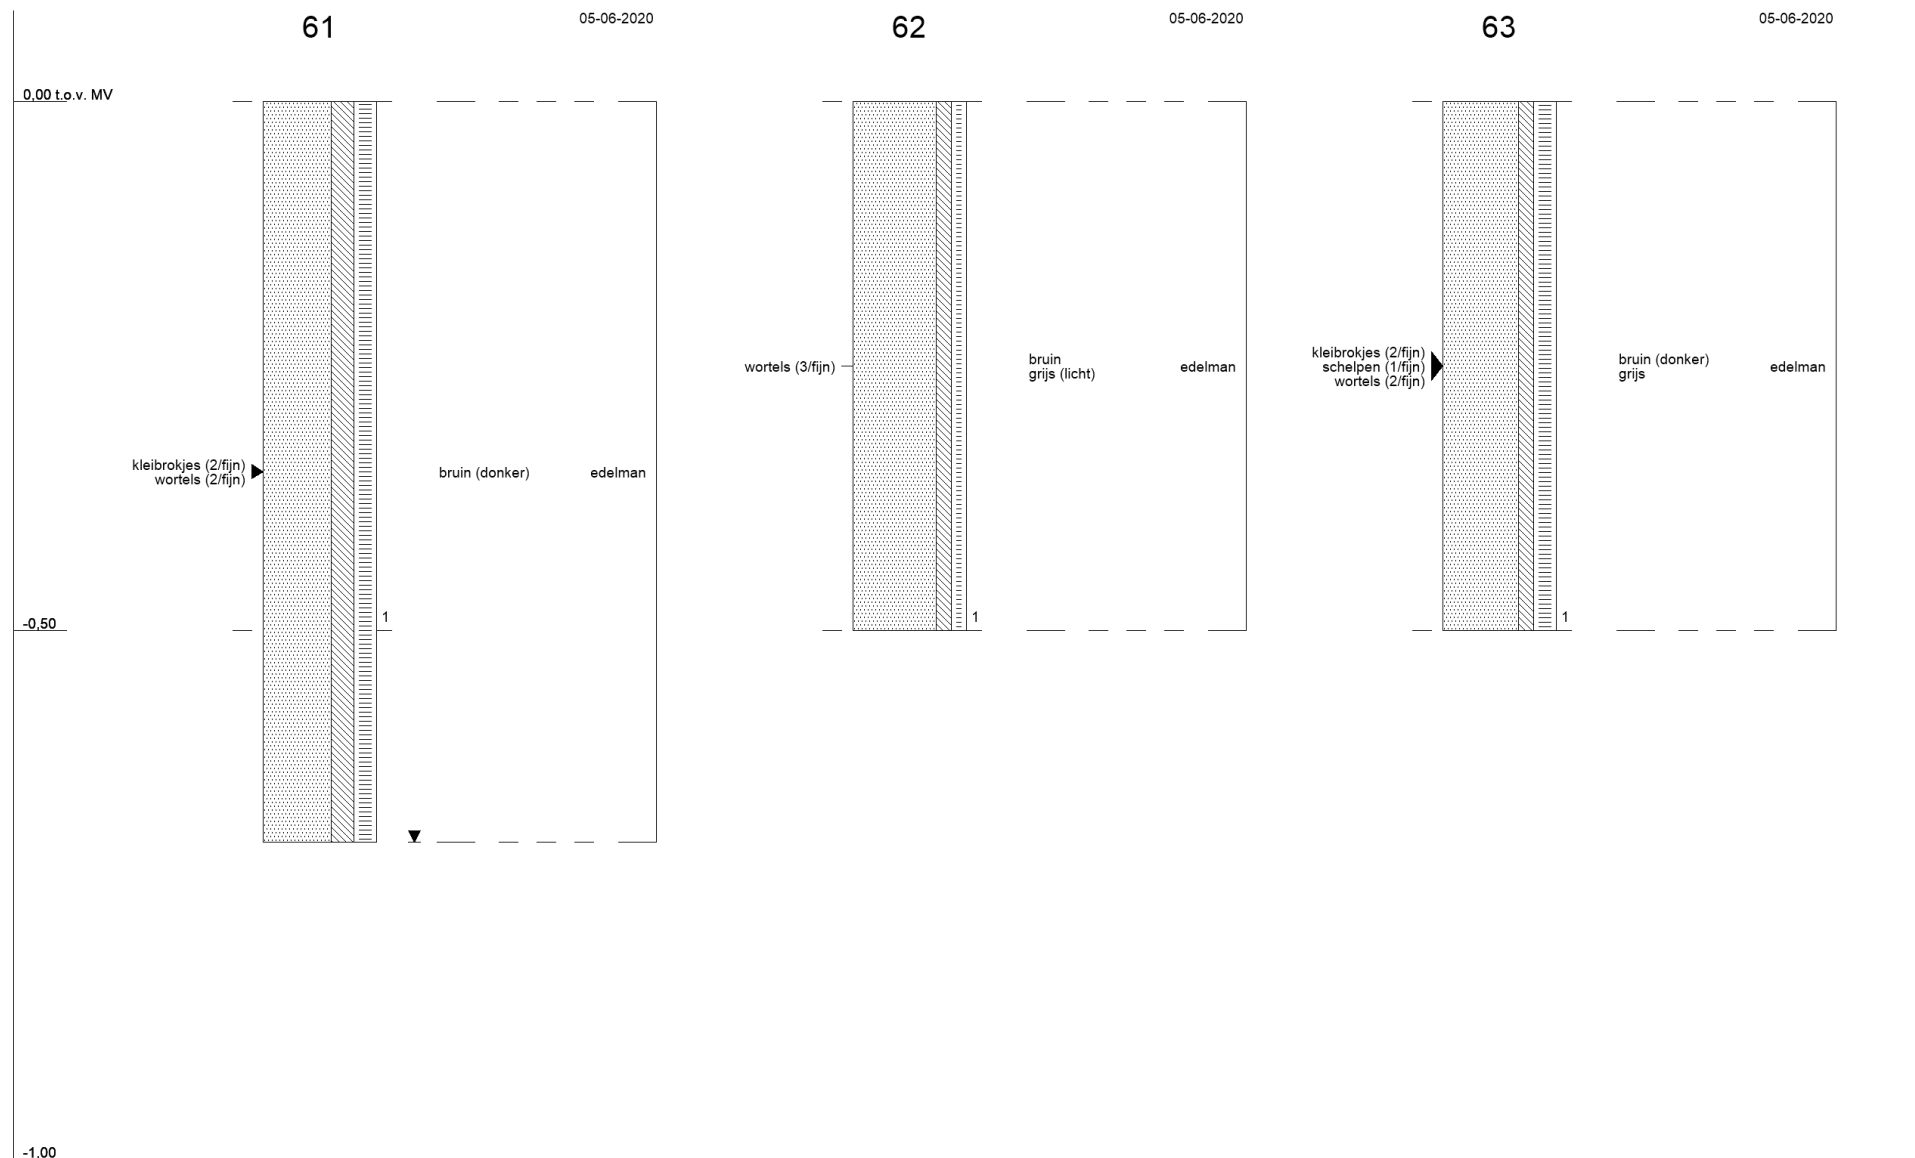 61
05-06-2020
62
05-06-2020
63
05-06-2020
0,00 t.o.v. MV
kleibrokjes (2/fijn)
schelpen (1/fijn)
wortels (2/fijn)
bruin
grijs (licht)
bruin (donker)
grijs
wortels (3/fijn)
edelman
edelman
kleibrokjes (2/fijn)
wortels (2/fijn)
bruin (donker)
edelman
-0,50
1
1
1
-1.00